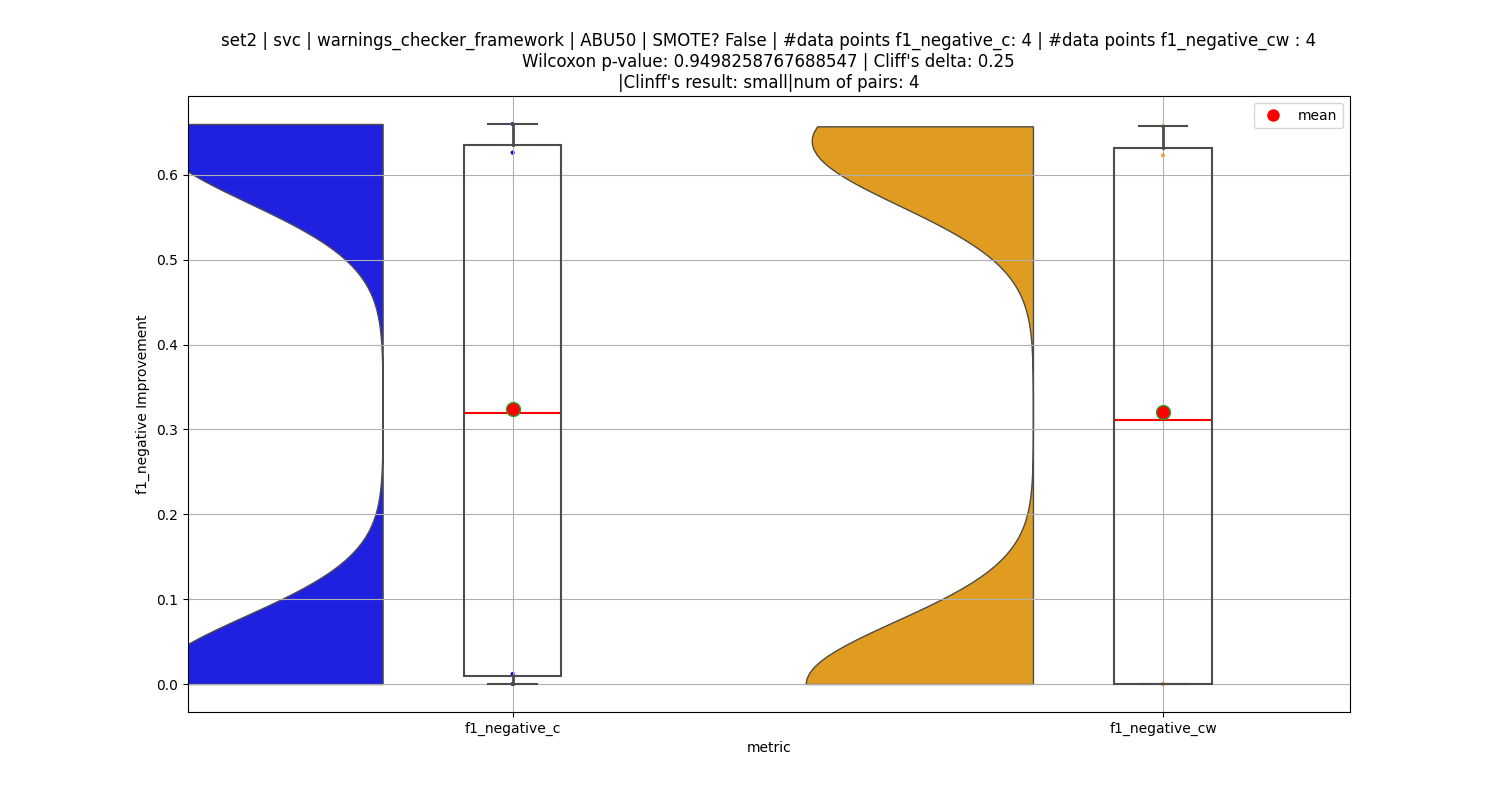 set2 | svc | warnings_checker_framework | ABU50 | SMOTE? False | #data points f1_negative_c: 4 | #data points f1_negative_cw : 4
Wilcoxon p-value: 0.9498258767688547 | Cliff's delta: 0.25
|Clinff's result: small|num of pairs: 4
mean
0.6
0.5
0.4
0.3
0.2
0.1
0.0
f1_negative Improvement
f1_negative_c
f1_negative_cw
metric